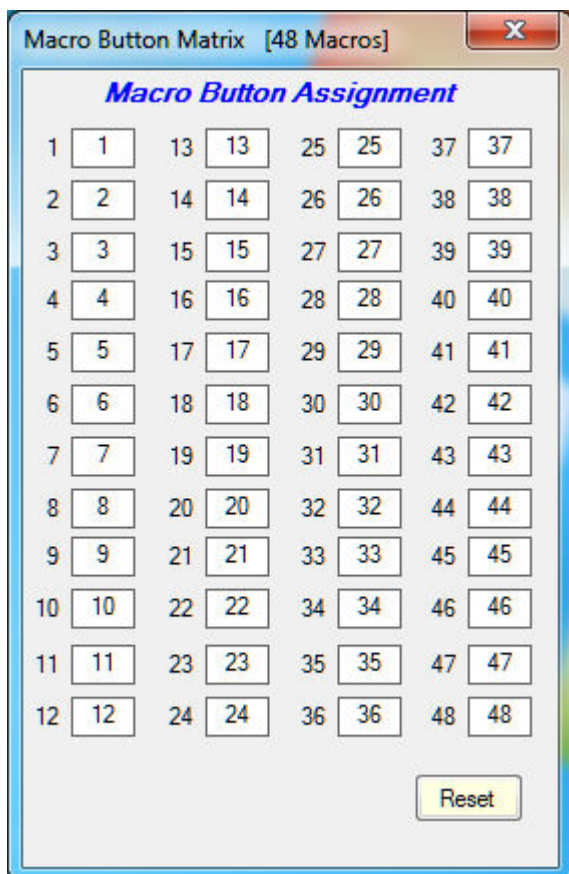 Macro Button Matrix [48 Macros]
Macro Button Assignment
1 1 13 13 25 25 37 37
2 2 14 14 26 26 38 38
3 3 15 15 27 27 39 39
4 4 16 16 28 28 40 40
5 5 17 17 29 29 41 41
6 6 18 18 30 30 42 42
7 7 19 19 31 31 43 43
8 8 20 20 32 32 44 44
9 9 21 21 33 33 45 45
10 10 22 22 34 34 46 46
11 11 23 23 35 35 47 47
12 12 24 24 36 36 48 48
Reset